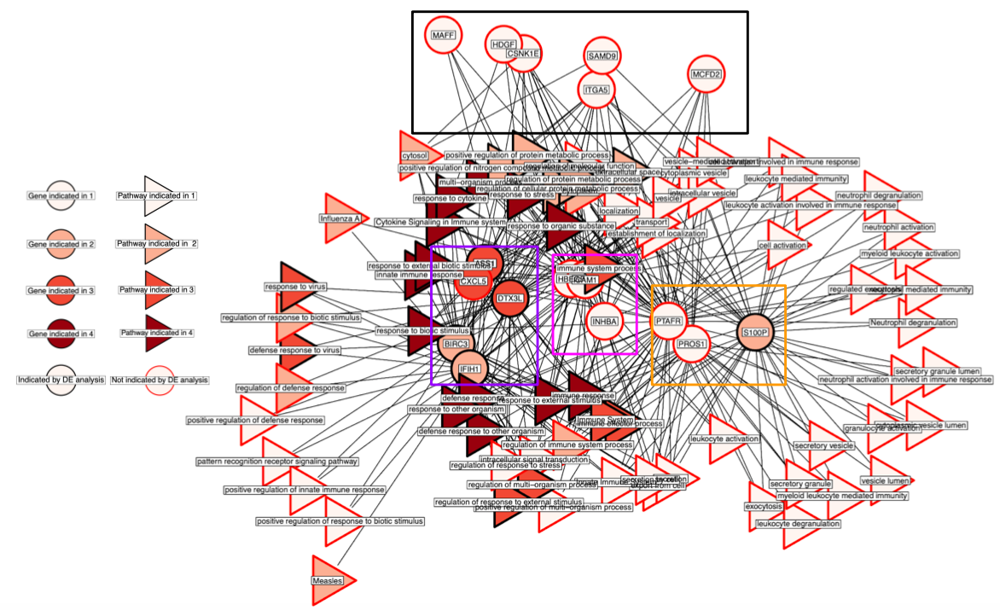 MAFF
HDGF
CSNK1E
SAMD9
MCFD2
ITGA5
cytosol
positive regulation of protein metabolic process
leukocyte mediated immunity
multi-organism process
regulation of protein metabolic process
cytoplasmic vesicle
regulation of cellular protein metabolic process
response to cytokine
response to stress
vesicle
intracellular vesicle
neutrophil degranulation
Gene indicated in 1
Pathway indicated in 1
leukocyte activation involved in immune response
localization
Influenza A
Cytokine Signaling in Immune system
response to organic substance
transport
establishment of localization
neutrophil activation
Gene indicated in 2
Pathway indicated in 2
cell activation
myeloid leukocyte activation
response to external biotic stimulus
ASS1
immune system process
innate immune response
CXCL5
response to virus
Gene indicated in 3
Pathway indicated in 3
DTX3L
regulation of response to biotic stimulus
INHBA
PTAFR
Neutrophil degranulation
Gene indicated in 4
Pathway indicated in 4
response to biotic stimulus
S100P
BIRC3
PROS1
defense response to virus
IFIH1
secretory granule lumen
Indicated by DE analysis
Not indicated by DE analysis
neutrophil activation involved in immune response
regulation of defense response
defense response
immune response
response to external stimulus
response to other organism
positive regulation of defense response
Immune System
immune effector process
defense response to other organism
leukocyte activation
secretory vesicle
regulation of immune system process
pattern recognition receptor signaling pathway
intracellular signal transduction
regulation of response to stress
vesicle lumen
secretory granule
regulation of multi-organism process
export from cell
positive regulation of innate immune response
myeloid leukocyte mediated immunity
regulation of response to external stimulus
positive regulation of multi-organism process
exocytosis
positive regulation of response to biotic stimulus
leukocyte degranulation
Measles